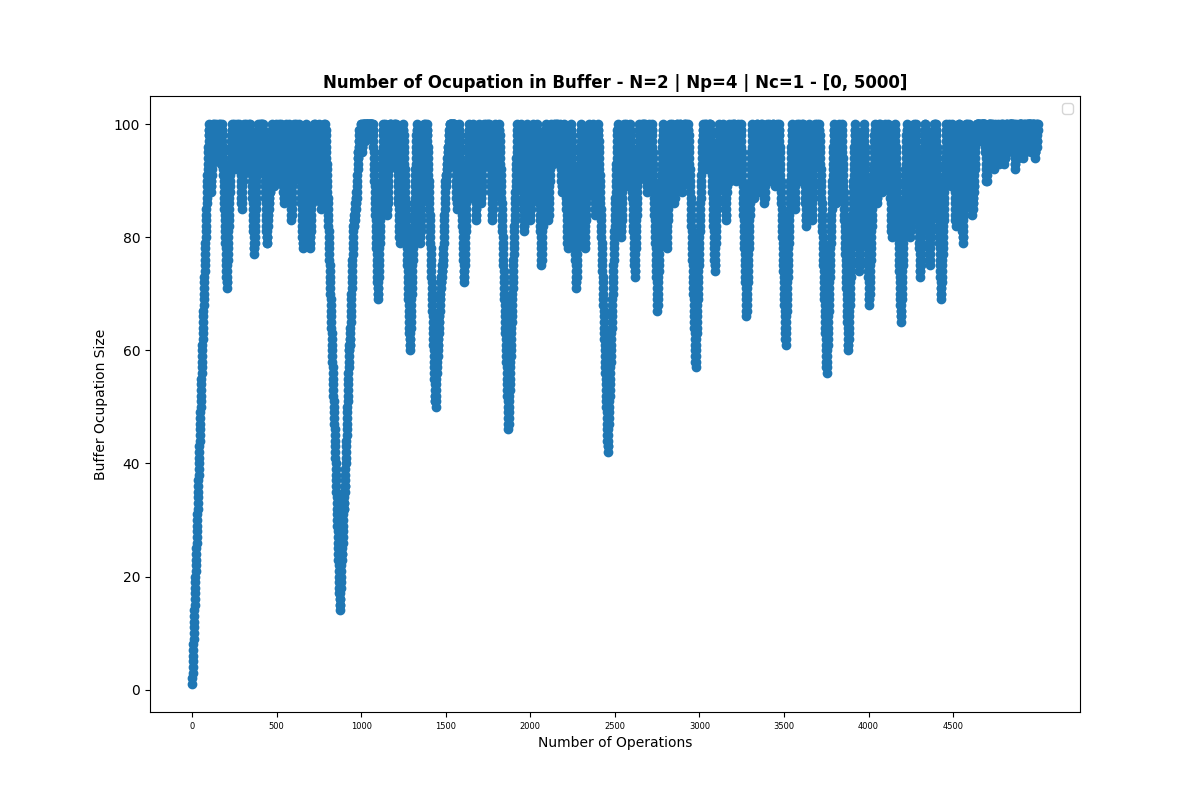 Number of Ocupation in Buffer - N=2 | Np=4 | Nc=1 - [0, 5000]
100
80
60
40
20
0
Buffer Ocupation Size
0 500 1000 1500 2000 2500 3000 3500 4000 4500
Number of Operations